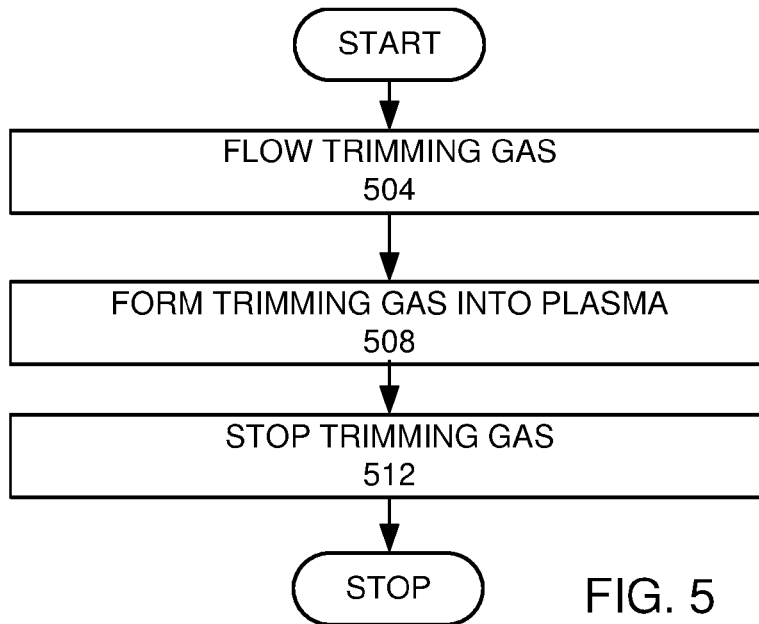 START
FLOW TRIMMING GAS
504
FORM TRIMMING GAS INTO PLASMA
508
STOP TRIMMING GAS
512
STOP
FIG. 5